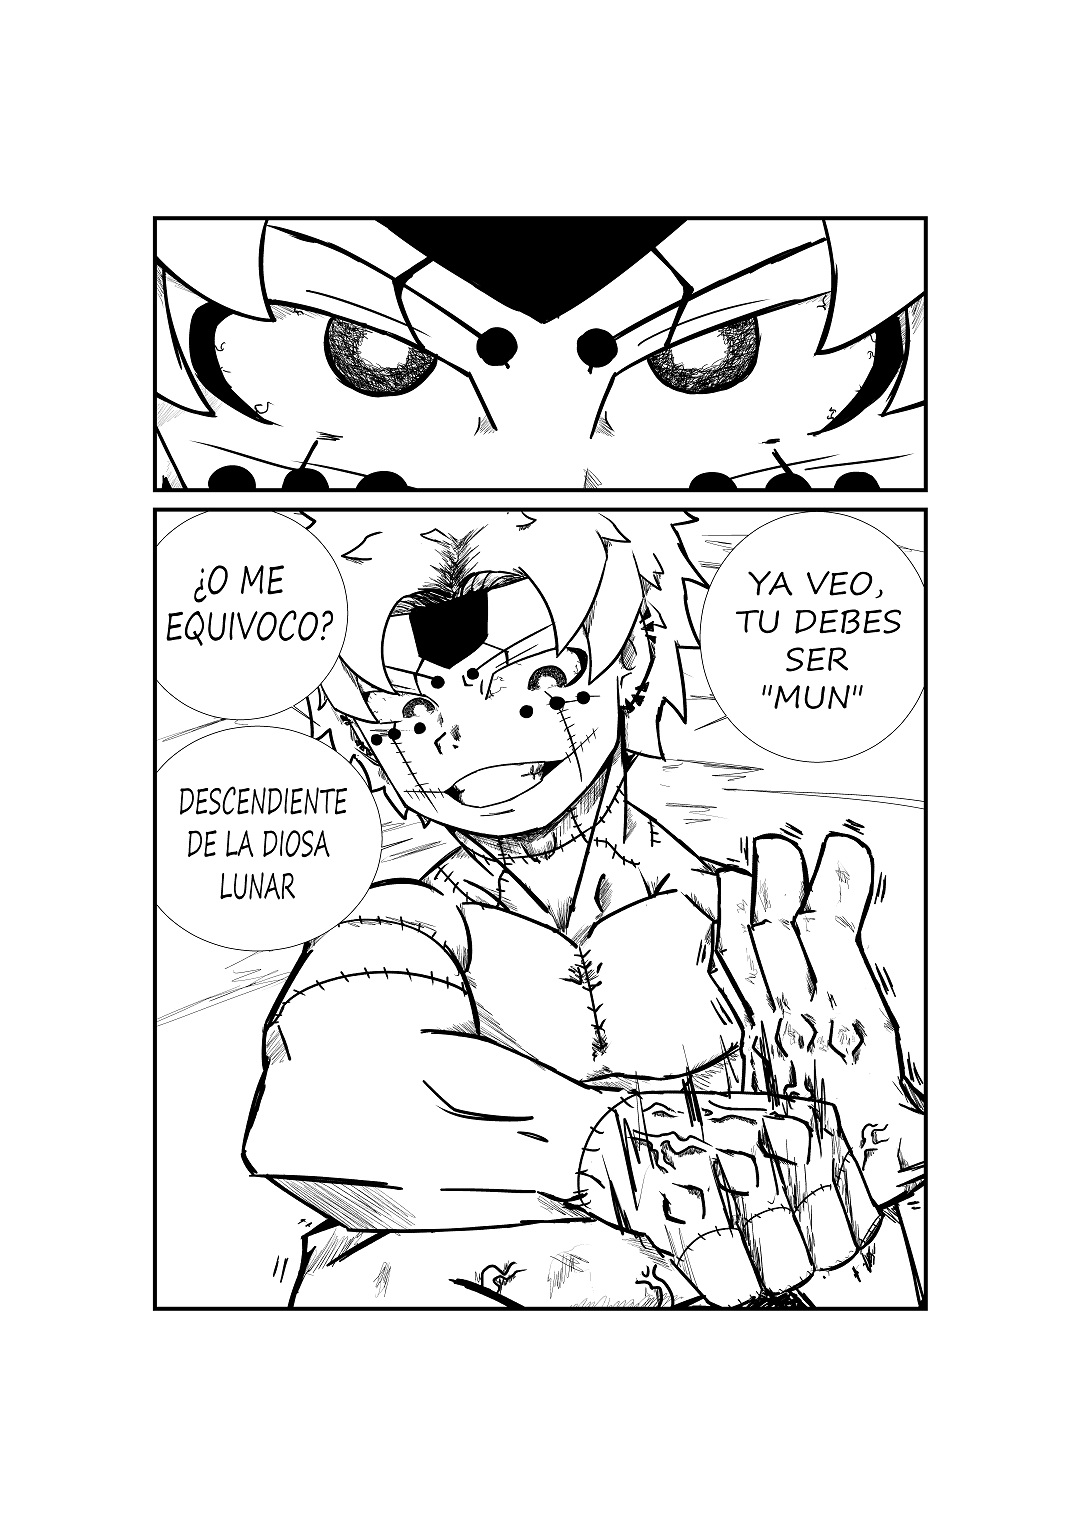 YA VEO,
TU DEBES
SER
"MUN"
¿O ME
EQUIVOCO?
DESCENDIENTE
DE LA DIOSA
LUNAR